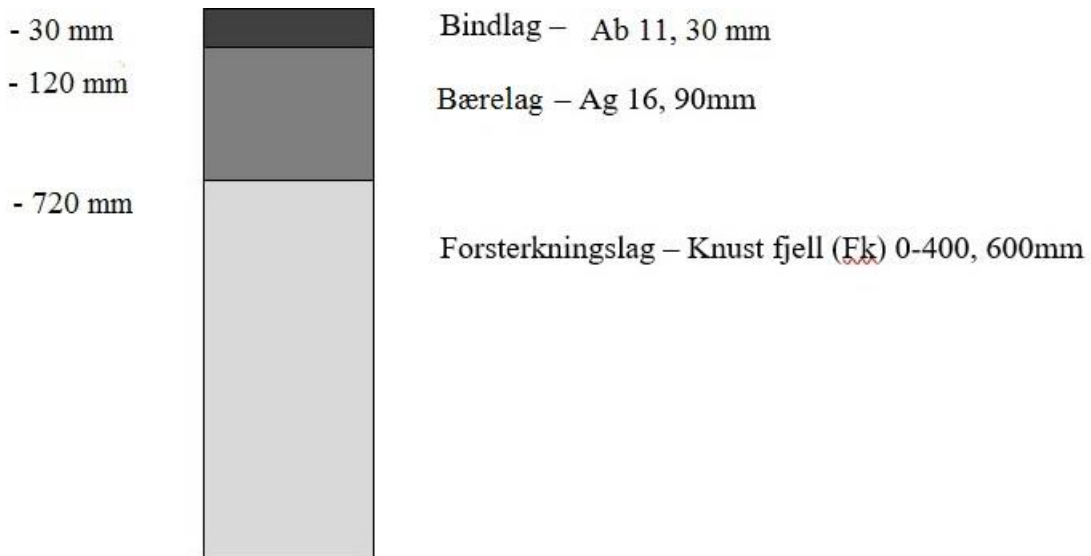 - 30 mm
Bindlag – Ab 11, 30 mm
- 120 mm
Bærelag – Ag 16, 90mm
- 720 mm
Forsterkningslag – Knust fjell (Fk) 0-400, 600mm